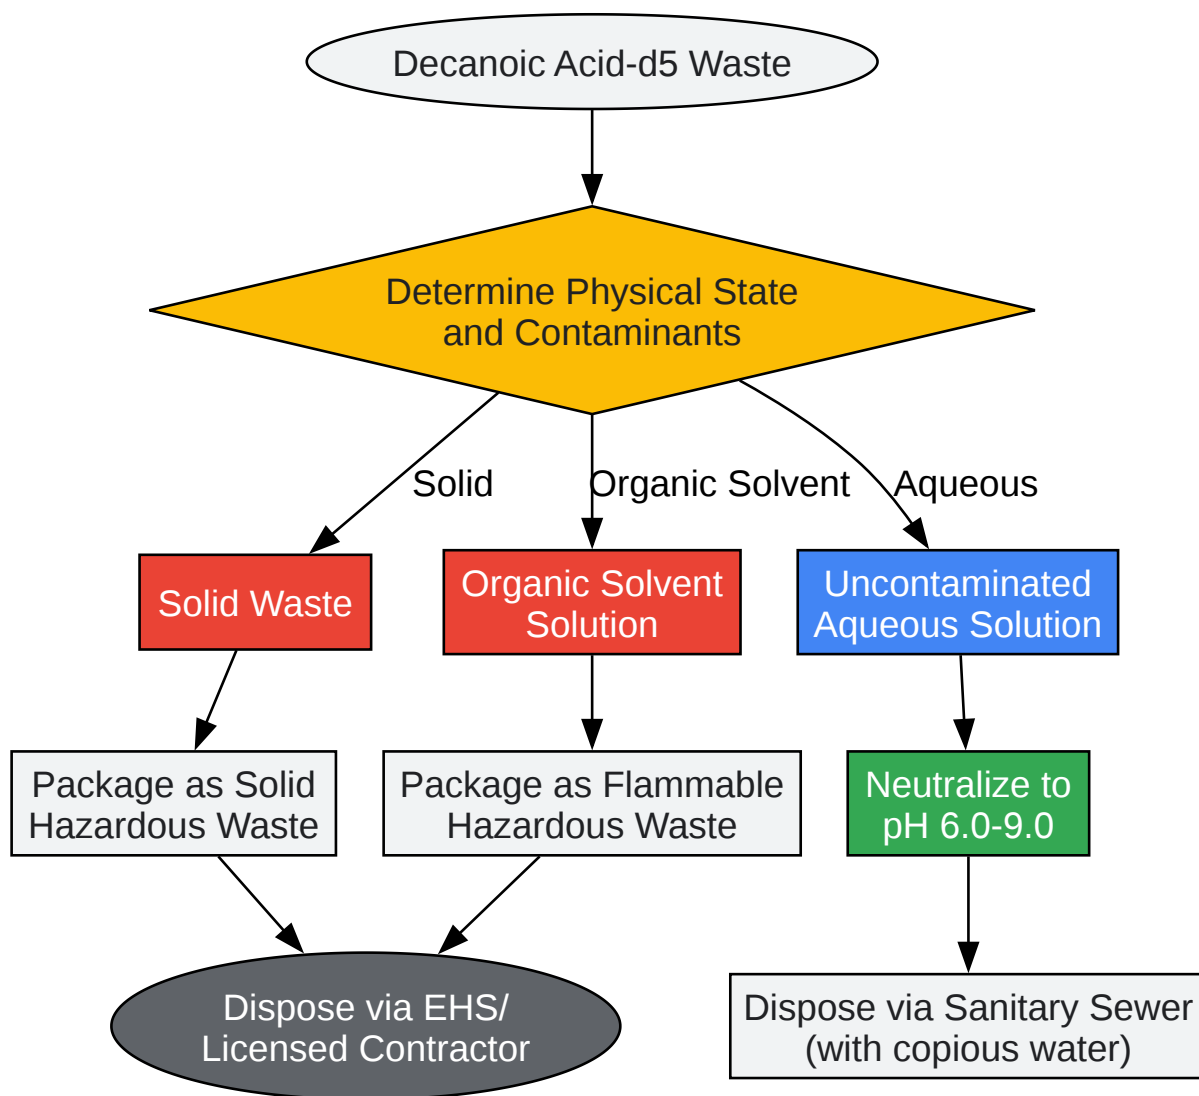 Decanoic Acid-d5 Waste
Determine Physical State
and Contaminants
Solid
Organic Solvent
Aqueous
Solid Waste
Organic Solvent
Solution
Uncontaminated
Aqueous Solution
Package as Solid
Hazardous Waste
Package as Flammable
Hazardous Waste
Neutralize to
pH 6.0-9.0
Dispose via EHS/
Licensed Contractor
Dispose via Sanitary Sewer
(with copious water)